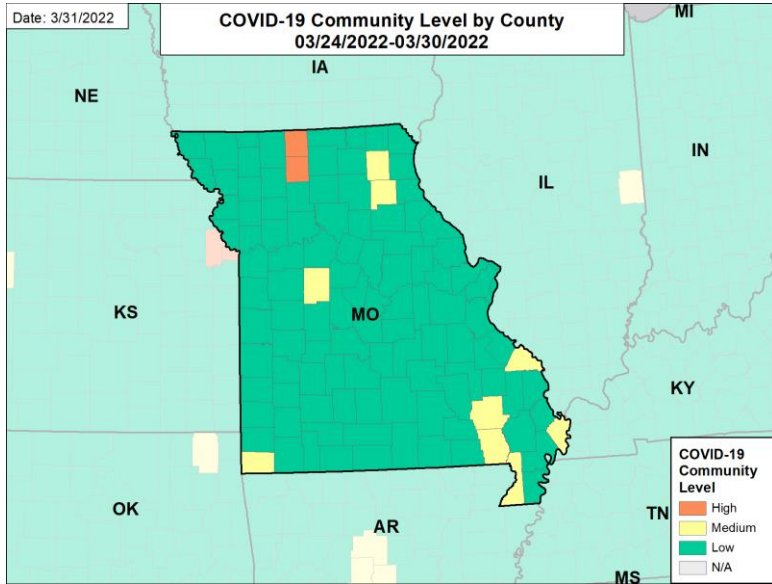 Date: 3/31/2022
COVID-19 Community Level by County
03/24/2022-03/30/2022
MI
IA
NE
IN
IL
KS
MO
KY
OK
AR
TN
MS
COVID-19
Community
Level
High
Medium
Low
N/A